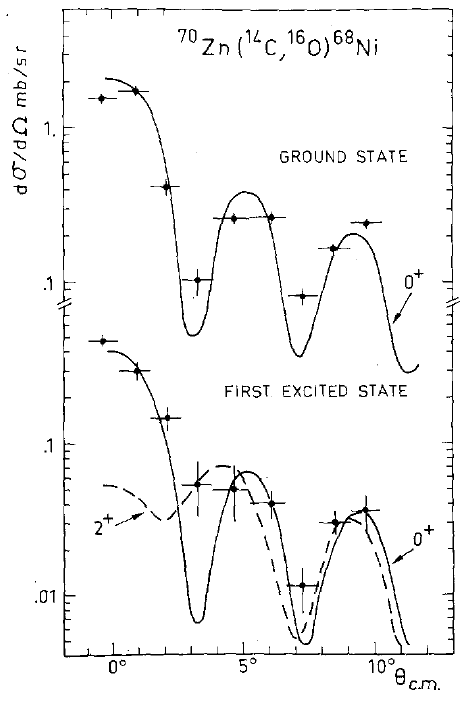 ⁷⁰Zn(¹⁴C,¹⁶O)⁶⁸Ni
dσ/dΩ mb/sr
1.
GROUND STATE
.1
0⁺
FIRST EXCITED STATE
.1
2⁺
0⁺
.01
0° 5° 10° θc.m.